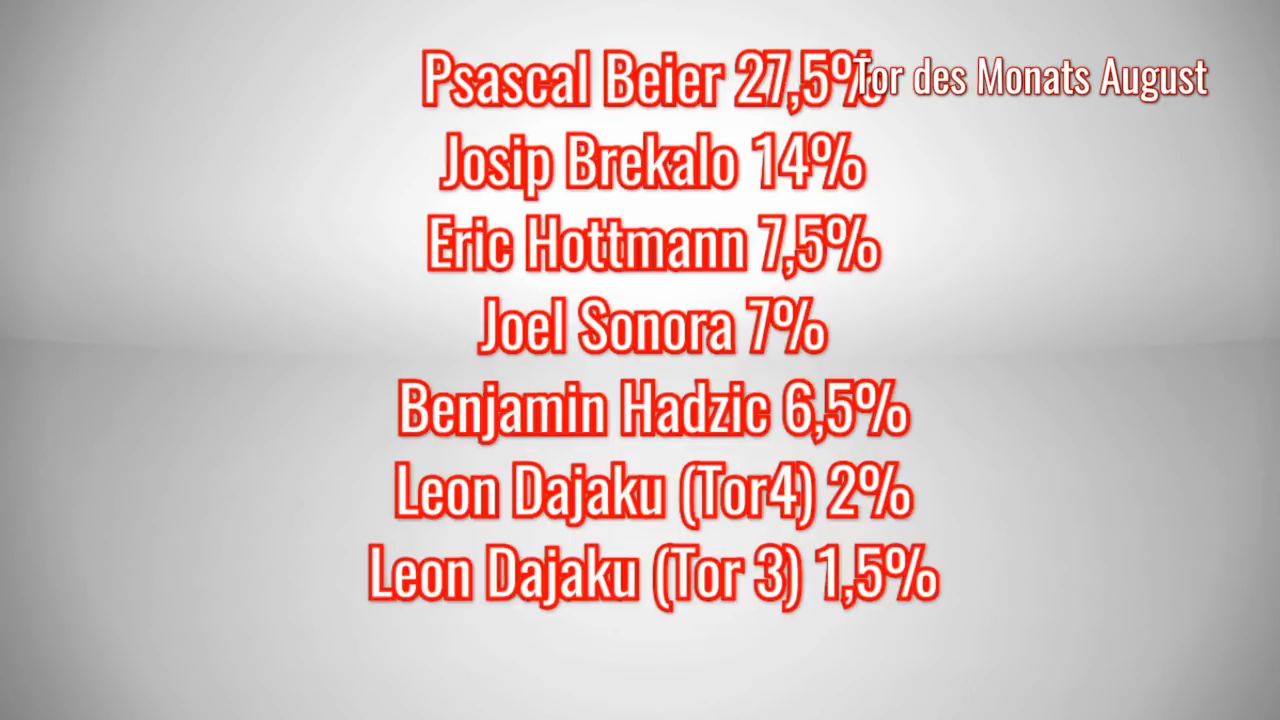 Psascal Beier 27,5%
Tor des Monats August
Josip Brekalo 14%
Eric Hottmann 7,5%
Joel Sonora 7%
Benjamin Hadzic 6,5%
Leon Dajaku (Tor4) 2%
Leon Dajaku (Tor 3) 1,5%